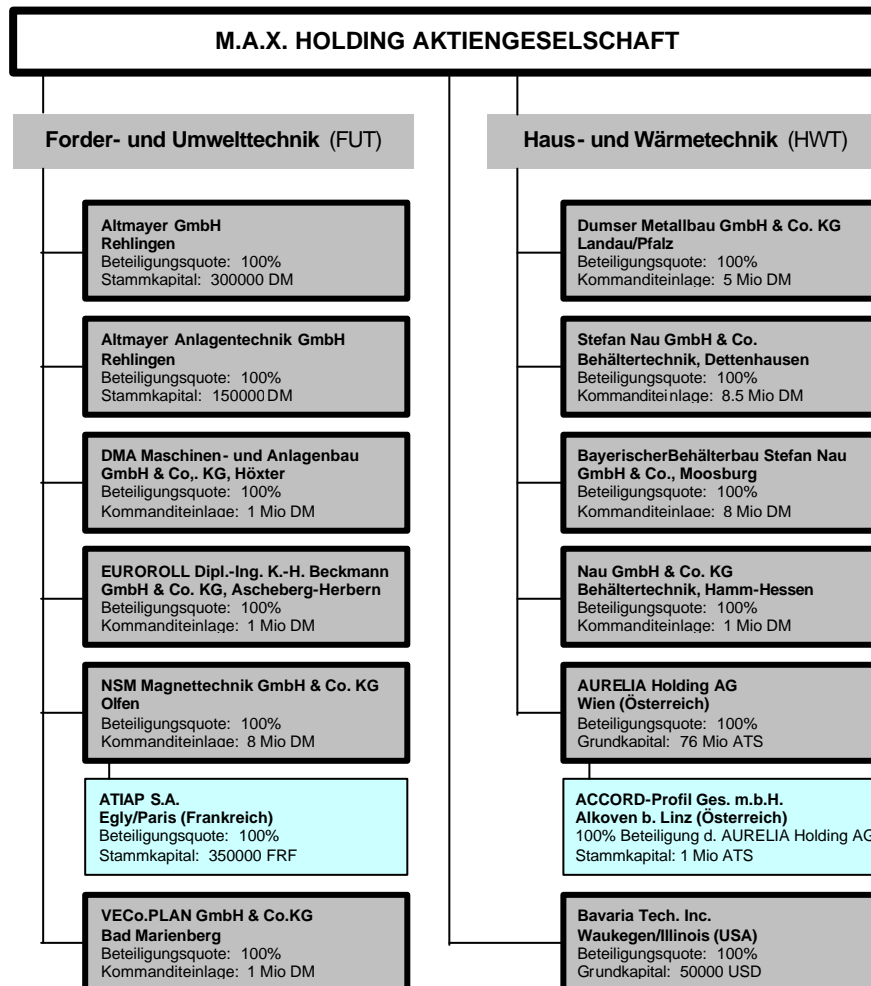 M.A.X. HOLDING AKTIENGESELSCHAFT
Forder- und Umwelttechnik (FUT)
Altmayer GmbH
Rehlingen
Beteiligungsquote: 100%
Stammkapital: 300000 DM
Altmayer Anlagentechnik GmbH
Rehlingen
Beteiligungsquote: 100%
Stammkapital: 150000 DM
DMA Maschinen- und Anlagenbau
GmbH & Co,. KG, Höxter
Beteiligungsquote: 100%
Kommanditeinlage: 1 Mio DM
EUROROLL Dipl.-Ing. K.-H. Beckmann
GmbH & Co. KG, Ascheberg-Herbern
Beteiligungsquote: 100%
Kommanditeinlage: 1 Mio DM
NSM Magnettechnik GmbH & Co. KG
Olfen
Beteiligungsquote: 100%
Kommanditeinlage: 8 Mio DM
ATIAP S.A.
Egly/Paris (Frankreich)
Beteiligungsquote: 100%
Stammkapital: 350000 FRF
VECo.PLAN GmbH & Co.KG
Bad Marienberg
Beteiligungsquote: 100%
Kommanditeinlage: 1 Mio DM
Haus- und Wärmetechnik (HWT)
Dumser Metallbau GmbH & Co. KG
Landau/Pfalz
Beteiligungsquote: 100%
Kommanditeinlage: 5 Mio DM
Stefan Nau GmbH & Co.
Behältertechnik, Dettenhausen
Beteiligungsquote: 100%
Kommanditeinlage: 8.5 Mio DM
BayerischerBehälterbau Stefan Nau
GmbH & Co., Moosburg
Beteiligungsquote: 100%
Kommanditeinlage: 8 Mio DM
Nau GmbH & Co. KG
Behältertechnik, Hamm-Hessen
Beteiligungsquote: 100%
Kommanditeinlage: 1 Mio DM
AURELIA Holding AG
Wien (Österreich)
Beteiligungsquote: 100%
Grundkapital: 76 Mio ATS
ACCORD-Profil Ges. m.b.H.
Alkoven b. Linz (Österreich)
100% Beteiligung d. AURELIA Holding AG
Stammkapital: 1 Mio ATS
Bavaria Tech. Inc.
Waukegen/Illinois (USA)
Beteiligungsquote: 100%
Grundkapital: 50000 USD